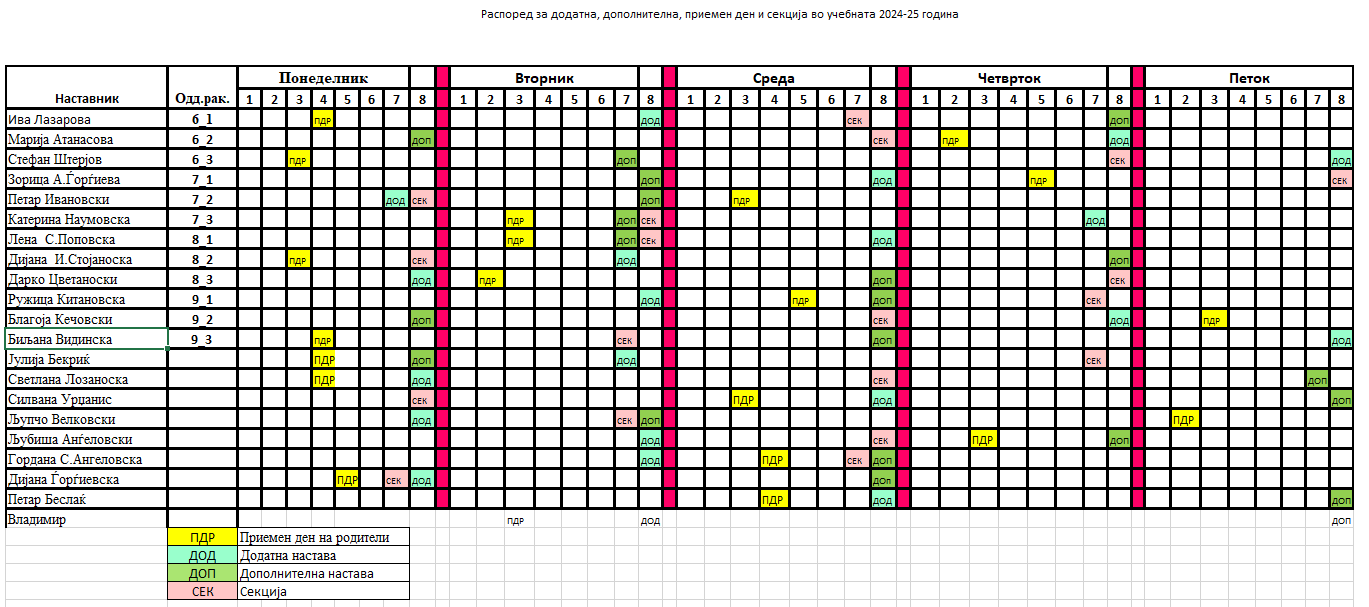 Распоред за додатна, дополнителна, приемен ден и секција во учебната 2024-25 година
Понеделник Вторник Среда Четврток Петок
Наставник Одд.рак. 1 2 3 4 5 6 7 8 1 2 3 4 5 6 7 8 1 2 3 4 5 6 7 8 1 2 3 4 5 6 7 8 1 2 3 4 5 6 7 8
Ива Лазарова 6_1 ПДР ДОД СЕК ДОП
Марија Атанасова 6_2 ДОП СЕК ПДР ДОД
Стефан Штерјов 6_3 ПДР ДОП СЕК ДОД
Зорица А.Ѓорѓиева 7_1 ДОП ДОД ПДР СЕК
Петар Ивановски 7_2 ДОД СЕК ДОП ПДР
Катерина Наумовска 7_3 ПДР ДОП СЕК ДОД
Лена С.Поповска 8_1 ПДР ДОП СЕК ДОД
Дијана И.Стојаноска 8_2 ПДР СЕК ДОД ДОП
Дарко Цветаноски 8_3 ДОД ПДР ДОП СЕК
Ружица Китановска 9_1 ДОД ПДР ДОП СЕК
Благоја Кечовски 9_2 ДОП СЕК ДОД ПДР
Биљана Видинска 9_3 ПДР СЕК ДОП ДОД
Јулија Бекриќ ПДР ДОП ДОД СЕК
Светлана Лозаноска ПДР ДОД СЕК ДОП
Силвана Урџанис СЕК ПДР ДОД ДОП
Љупчо Велковски ДОД СЕК ДОП ПДР
Љубиша Анѓеловски ДОД СЕК ПДР ДОП
Гордана С.Ангеловска ДОД ПДР СЕК ДОП
Дијана Ѓорѓиевска ПДР СЕК ДОД ДОП
Петар Беслаќ ПДР ДОД ДОП
Владимир ПДР ДОД ДОП
ПДР Приемен ден на родители
ДОД Додатна настава
ДОП Дополнителна настава
СЕК Секција